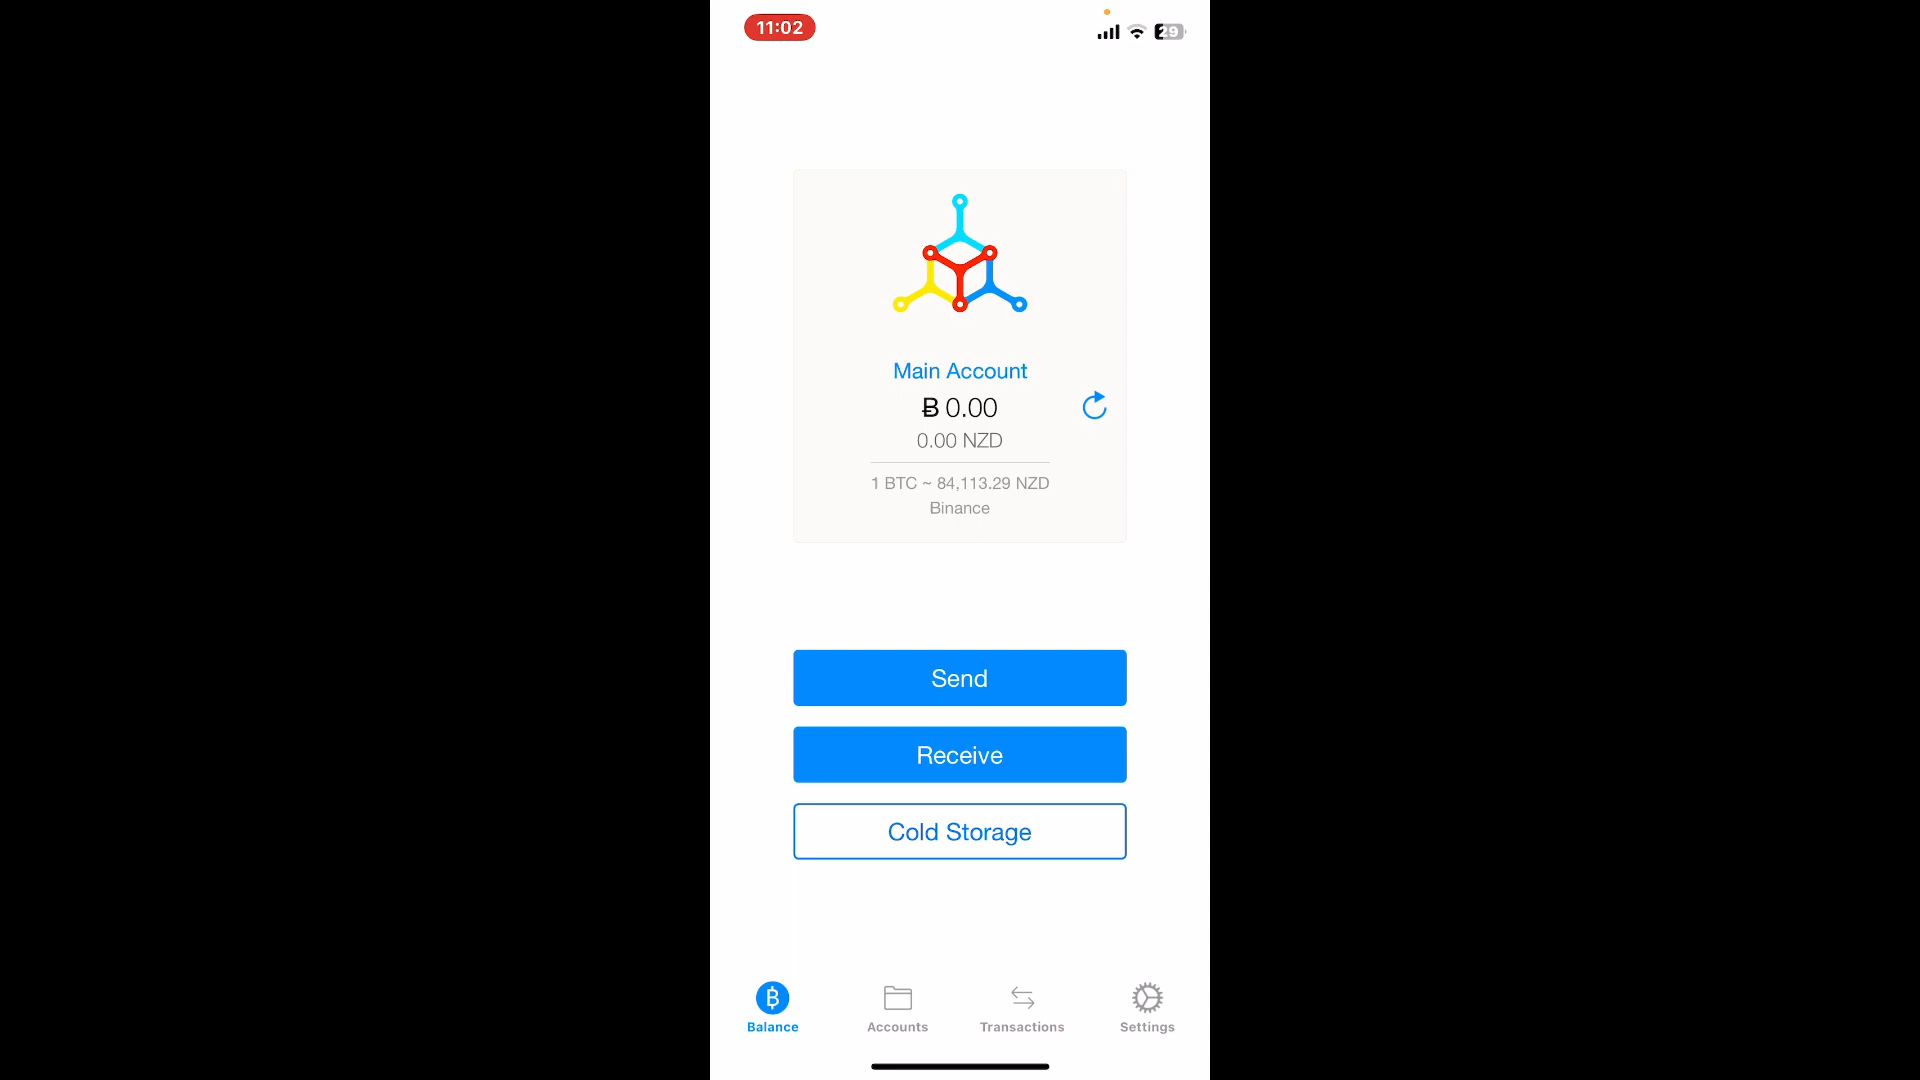 11:02
29
Main Account
Ƀ 0.00
0.00 NZD
1 BTC ~ 84,113.29 NZD
Binance
Send
Receive
Cold Storage
Balance
Accounts
Transactions
Settings